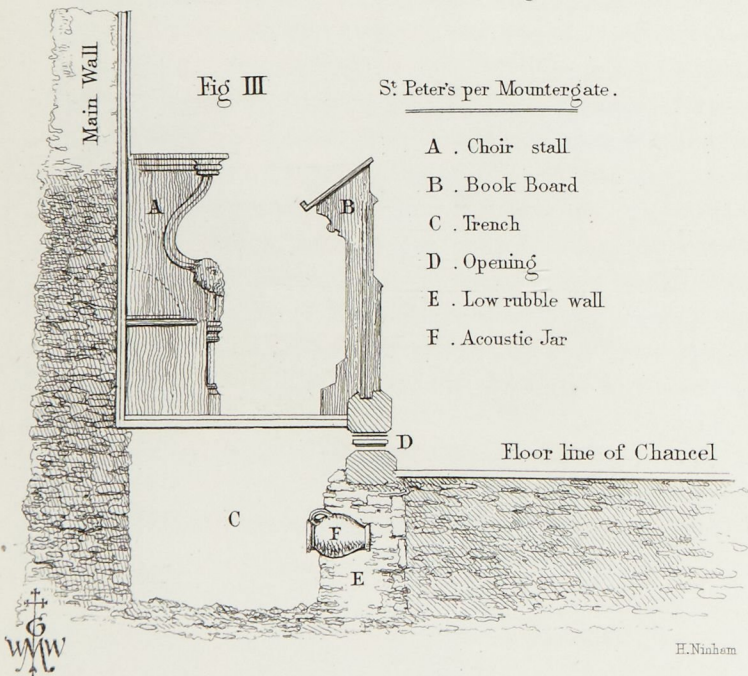 Main Wall
Fig III
St. Peter's per Mountergate.
A . Choir stall
B . Book Board
C . Trench
D . Opening
E . Low rubble wall
F . Acoustic Jar
A
B
D
Floor line of Chancel
C
F
E
G
WMW
H. Ninham